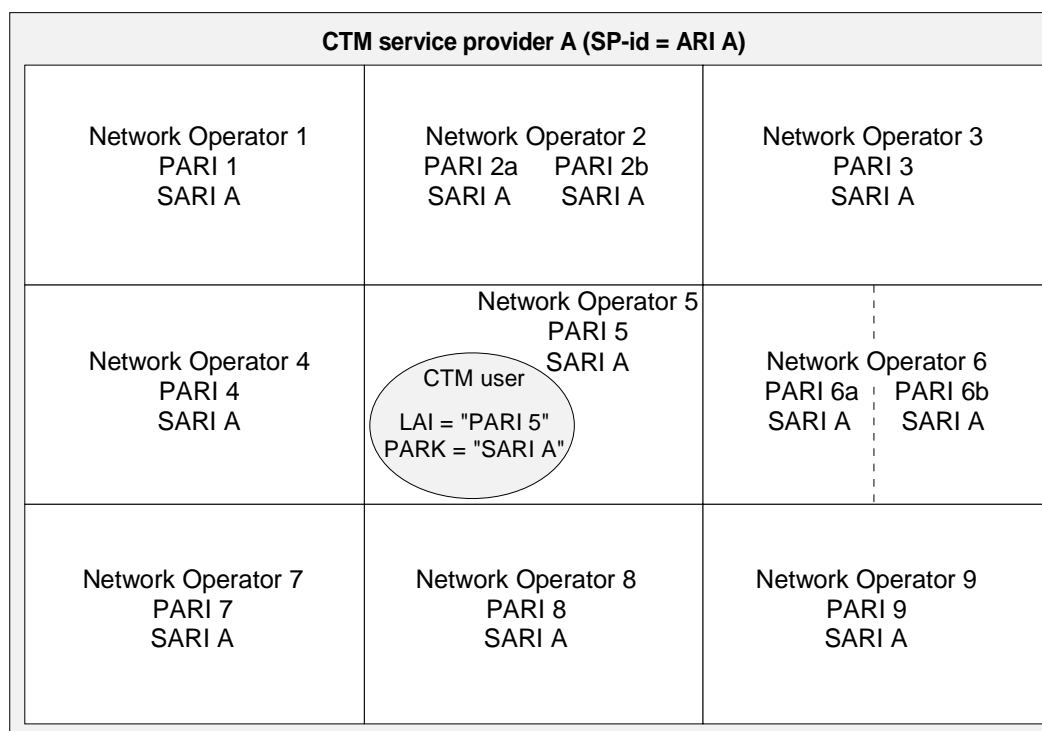 CTM service provider A (SP-id = ARI A)
Network Operator 1
PARI 1
SARI A
Network Operator 2
PARI 2a PARI 2b
SARI A SARI A
Network Operator 3
PARI 3
SARI A
Network Operator 4
PARI 4
SARI A
Network Operator 5
PARI 5
SARI A
CTM user
LAI = "PARI 5"
PARK = "SARI A"
Network Operator 6
PARI 6a PARI 6b
SARI A SARI A
Network Operator 7
PARI 7
SARI A
Network Operator 8
PARI 8
SARI A
Network Operator 9
PARI 9
SARI A